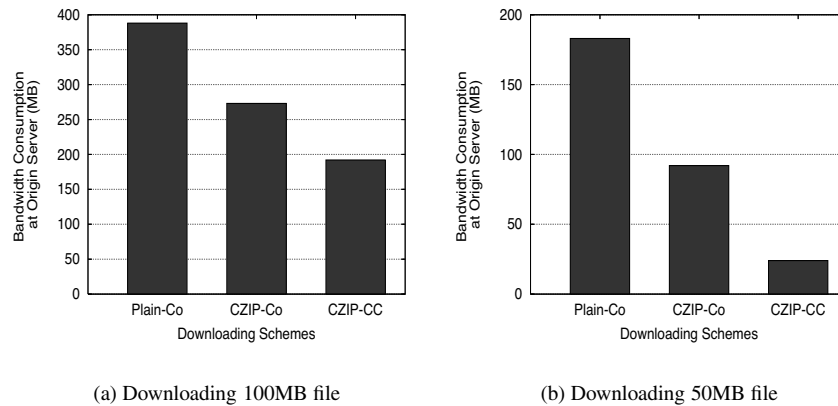 400
350
300
250
200
150
100
50
0
Bandwidth Consumption
at Origin Server (MB)
Plain-Co CZIP-Co CZIP-CC
Downloading Schemes
(a) Downloading 100MB file
200
150
100
50
0
Bandwidth Consumption
at Origin Server (MB)
Plain-Co CZIP-Co CZIP-CC
Downloading Schemes
(b) Downloading 50MB file